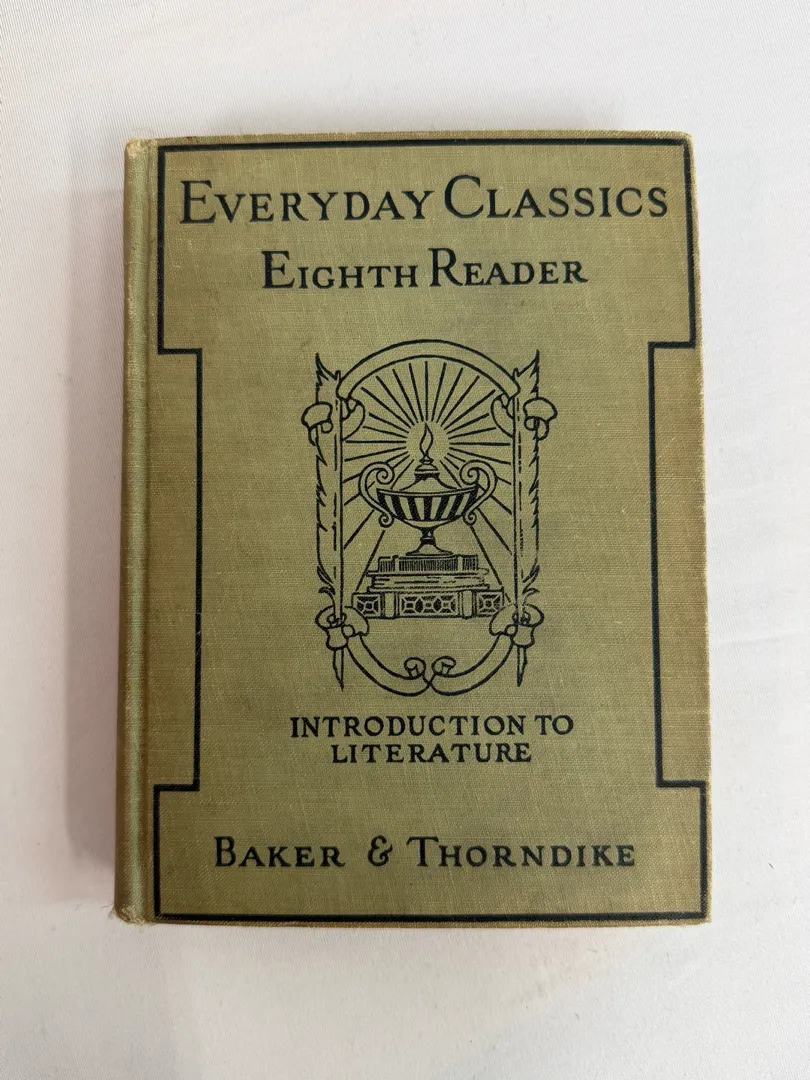 EVERYDAY CLASSICS
EIGHTH READER
INTRODUCTION TO
LITERATURE
BAKER & THORNDIKE